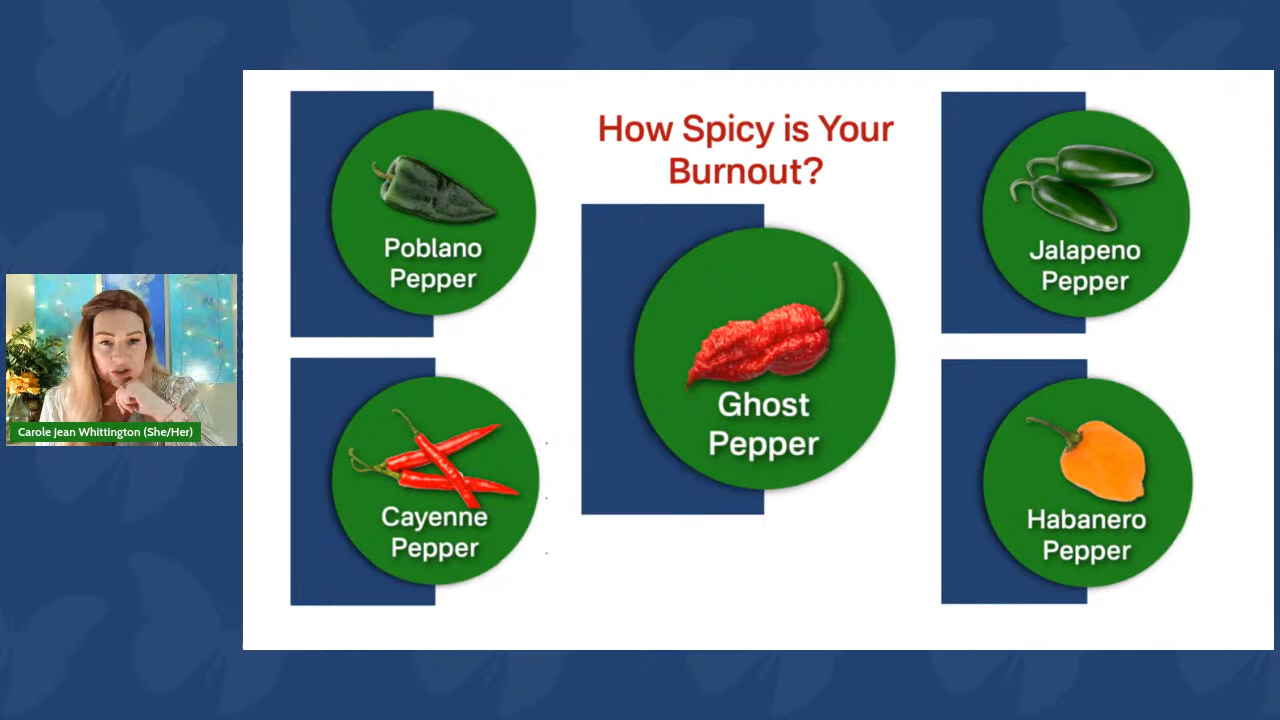 How Spicy is Your
Burnout?
Poblano
Pepper
Jalapeno
Pepper
Ghost
Pepper
Cayenne
Pepper
Habanero
Pepper
Carole Jean Whittington (She/Her)